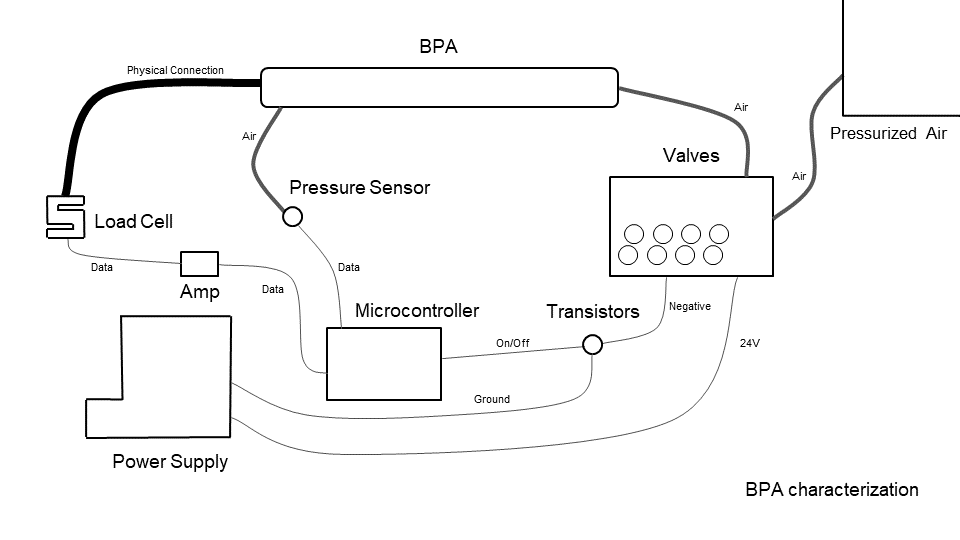 BPA
Physical Connection
Air
Air
Pressurized Air
Valves
Air
Pressure Sensor
Load Cell
Data
Data
Amp
Data
Microcontroller
Transistors
Negative
On/Off
24V
Ground
Power Supply
BPA characterization